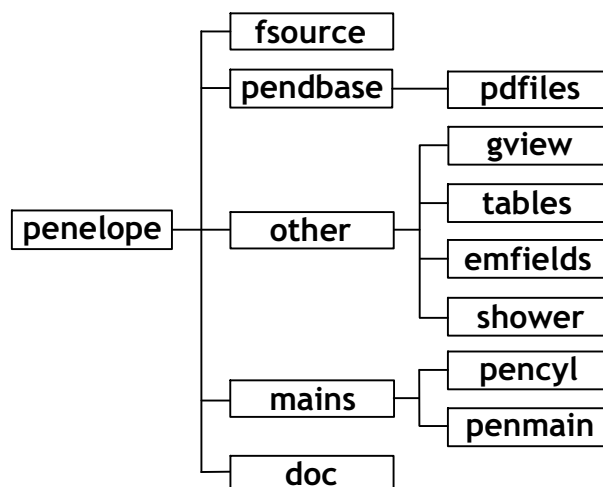 fsource
pendbase
pdfiles
gview
tables
penelope
other
emfields
shower
pencyl
mains
penmain
doc